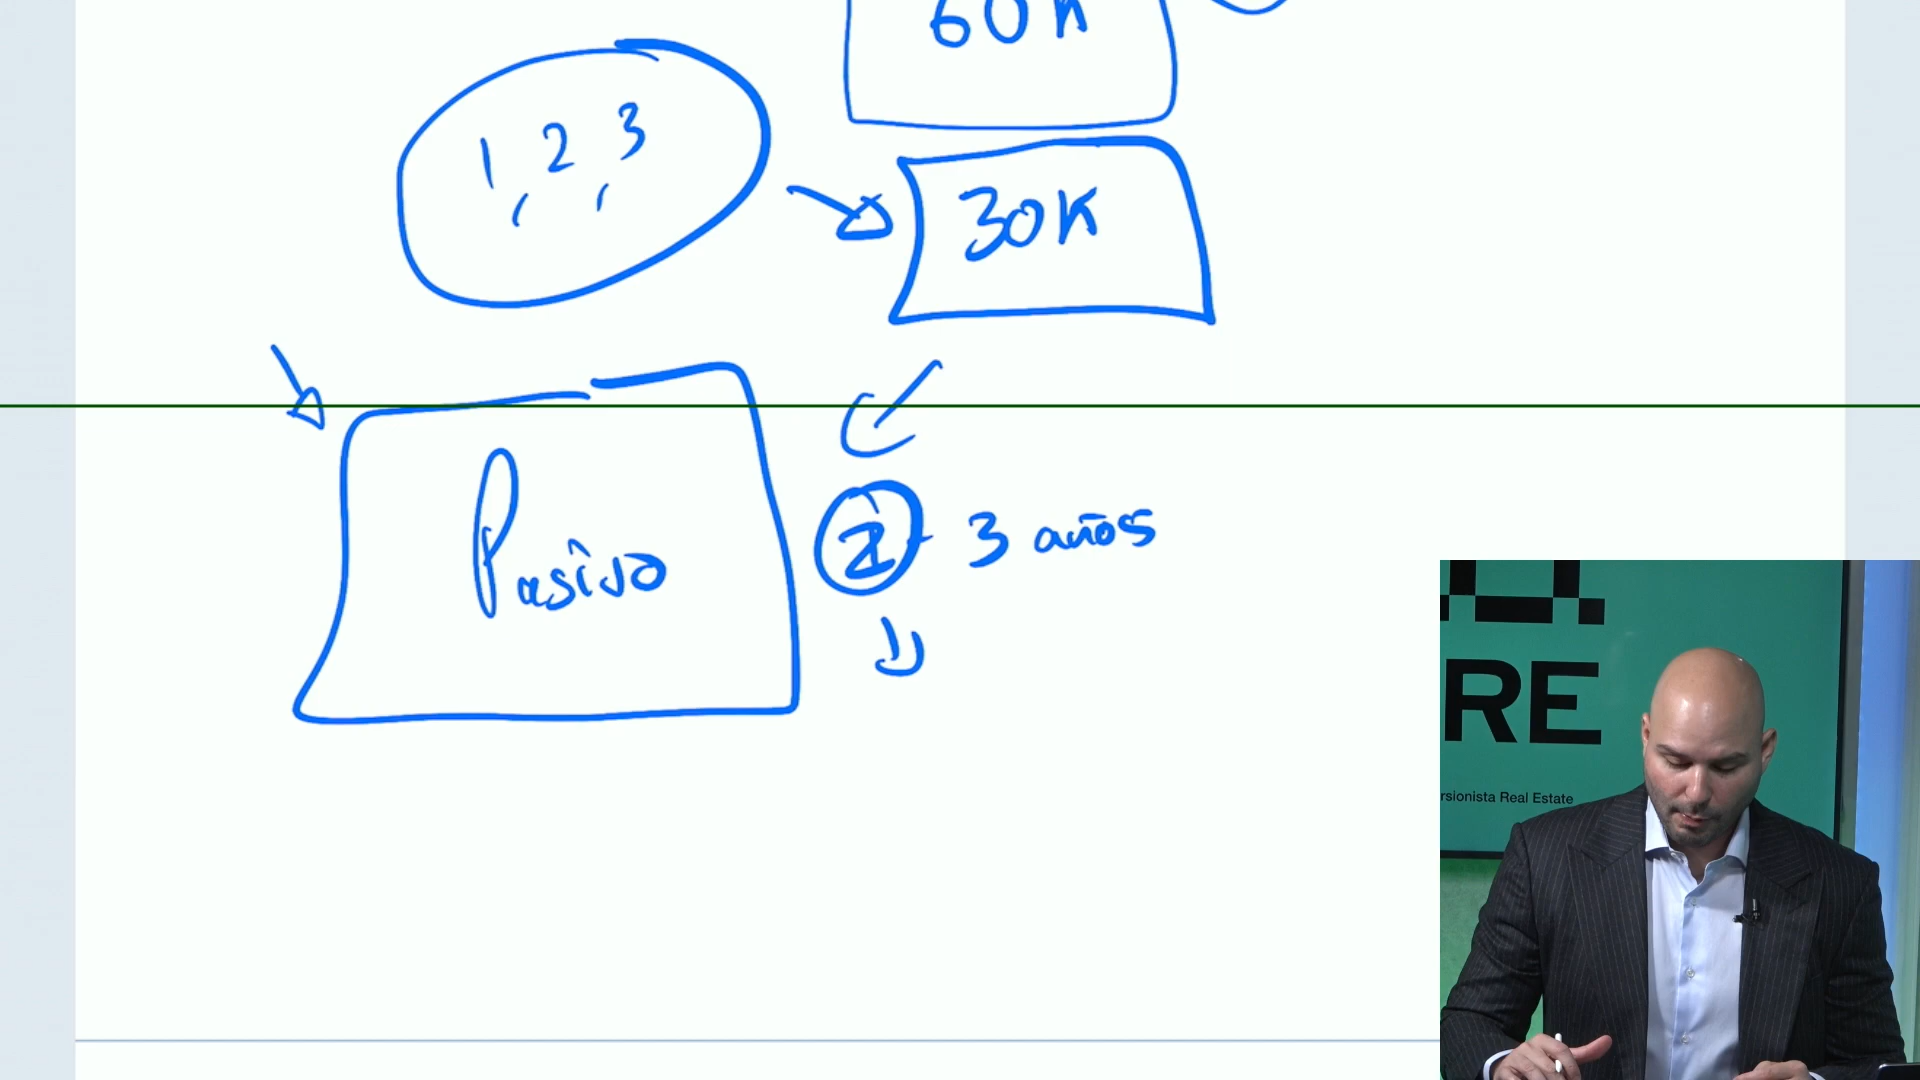 60K
1, 2, 3
30K
Pasivo
2 - 3 años
RE
rsionista Real Estate